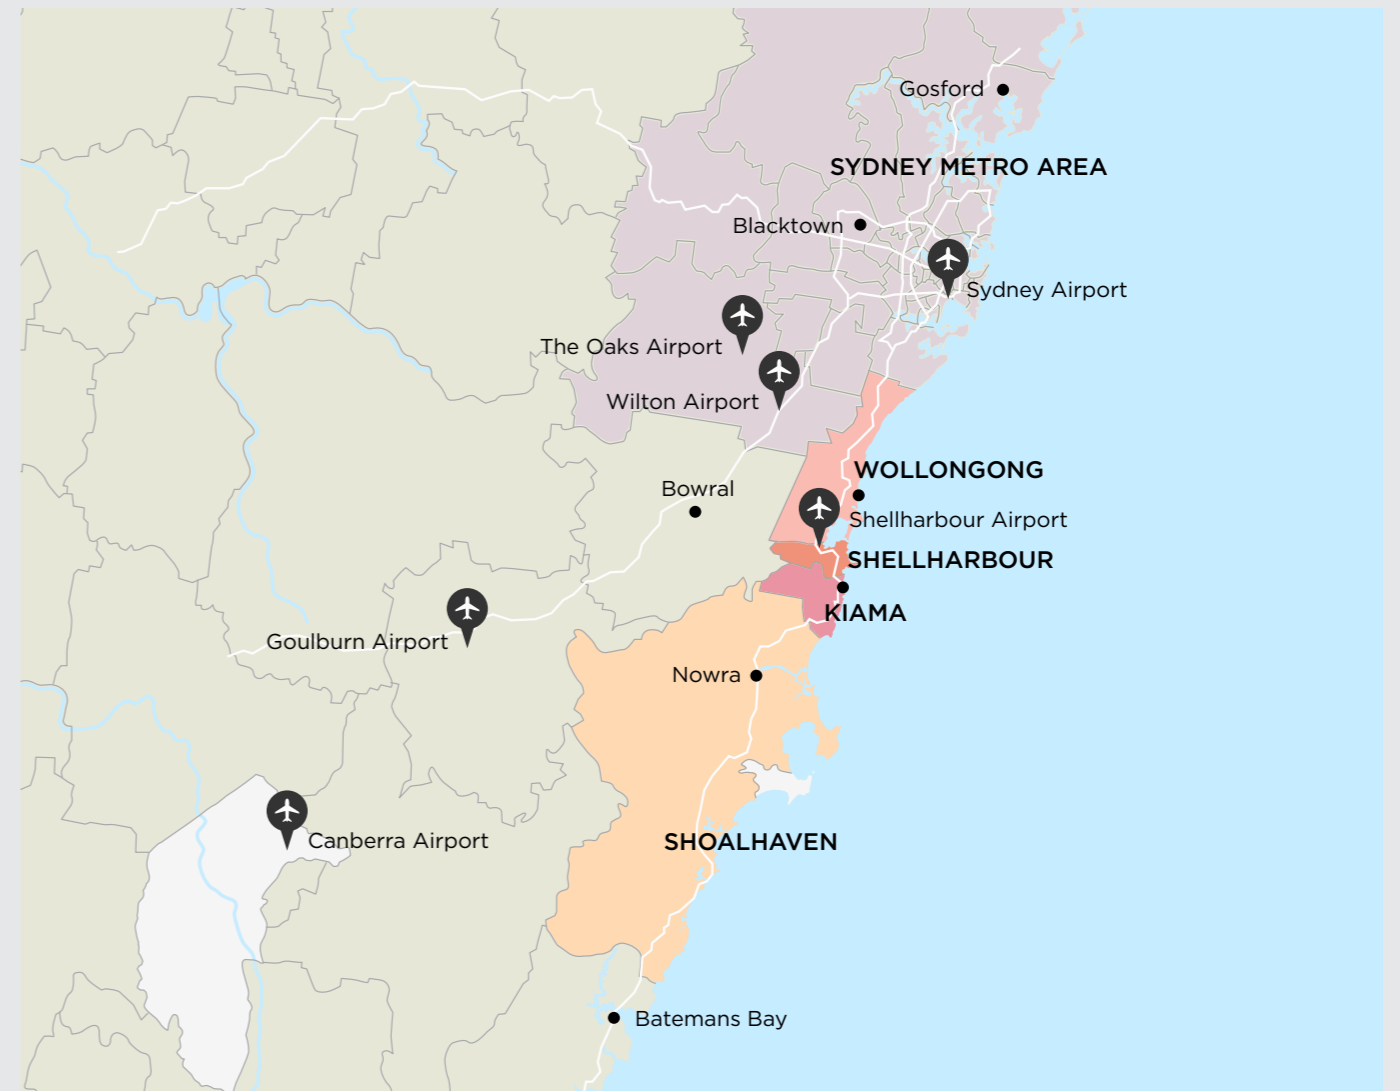 Gosford
SYDNEY METRO AREA
Blacktown
Sydney Airport
The Oaks Airport
Wilton Airport
WOLLONGONG
Bowral
Shellharbour Airport
SHELLHARBOUR
KIAMA
Goulburn Airport
Nowra
Canberra Airport
SHOALHAVEN
Batemans Bay